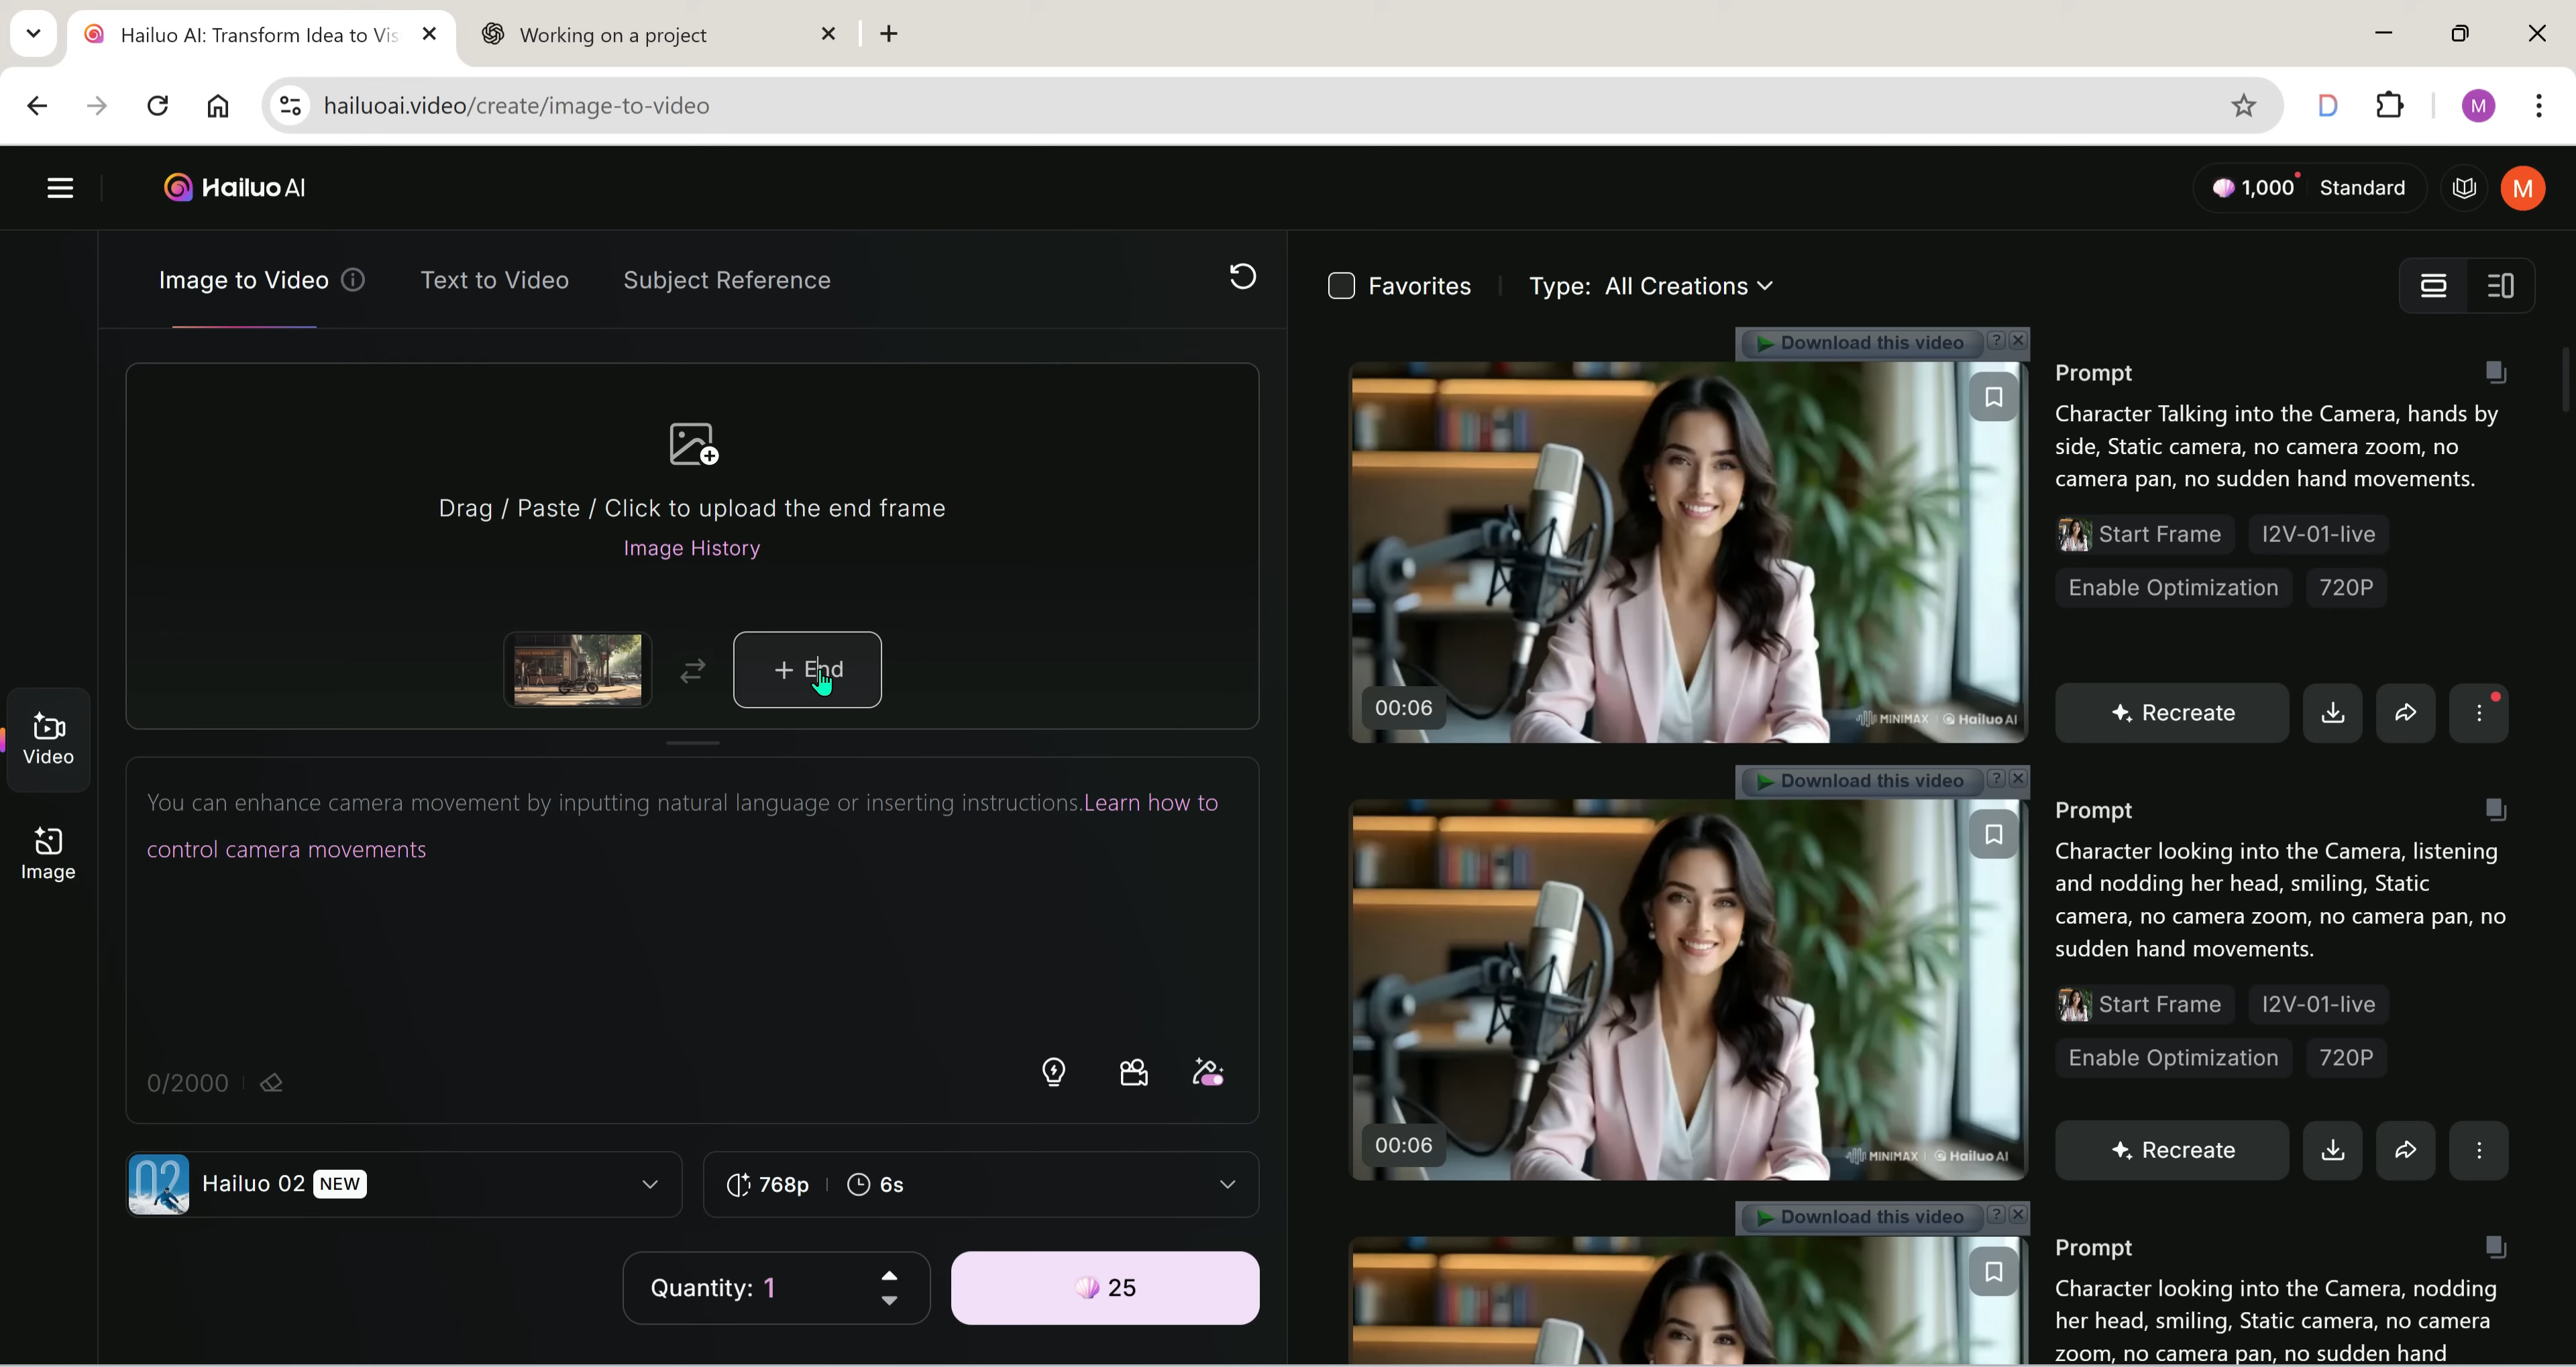 Hailuo AI: Transform Idea to Vis
Working on a project
hailuoai.video/create/image-to-video
D
M
Hailuo AI
1,000
Standard
M
Image to Video
Text to Video
Subject Reference
Favorites
Type: All Creations
Drag / Paste / Click to upload the end frame
Image History
+ End
Video
Image
You can enhance camera movement by inputting natural language or inserting instructions.Learn how to
control camera movements
0/2000
02
Hailuo 02 NEW
768p
6s
Quantity: 1
25
Download this video
?
00:06
MINIMAX | Hailuo AI
Prompt
Character Talking into the Camera, hands by
side, Static camera, no camera zoom, no
camera pan, no sudden hand movements.
Start Frame
I2V-01-live
Enable Optimization
720P
Recreate
Download this video
?
00:06
MINIMAX | Hailuo AI
Prompt
Character looking into the Camera, listening
and nodding her head, smiling, Static
camera, no camera zoom, no camera pan, no
sudden hand movements.
Start Frame
I2V-01-live
Enable Optimization
720P
Recreate
Download this video
?
Prompt
Character looking into the Camera, nodding
her head, smiling, Static camera, no camera
zoom, no camera pan, no sudden hand